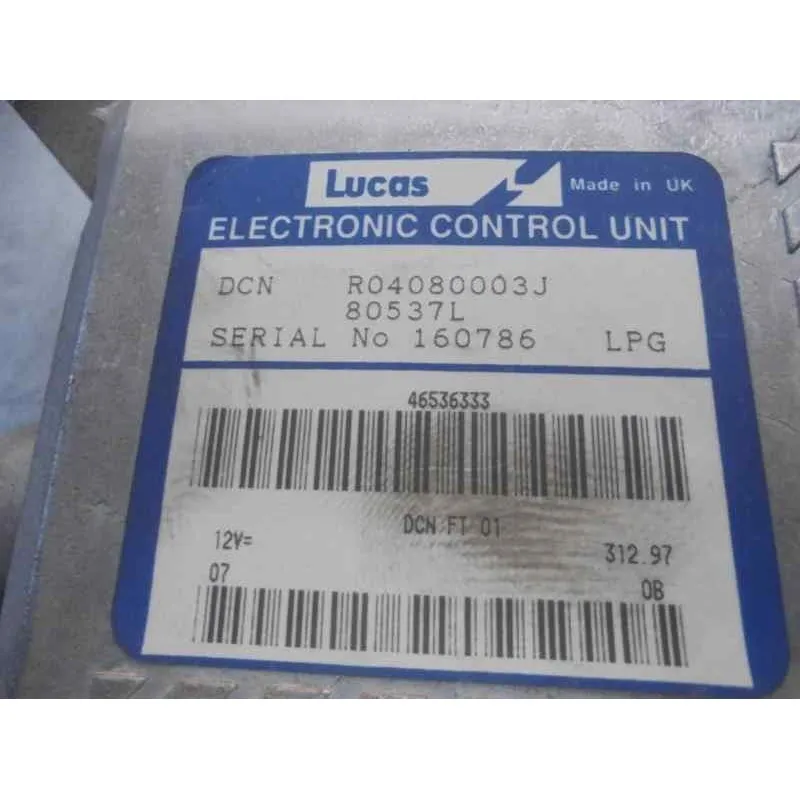 Lucas Made in UK
ELECTRONIC CONTROL UNIT
DCN R04080003J
80537L
SERIAL No 160786 LPG
46536333
DCN FT 01
12V= 312.97
07 0B